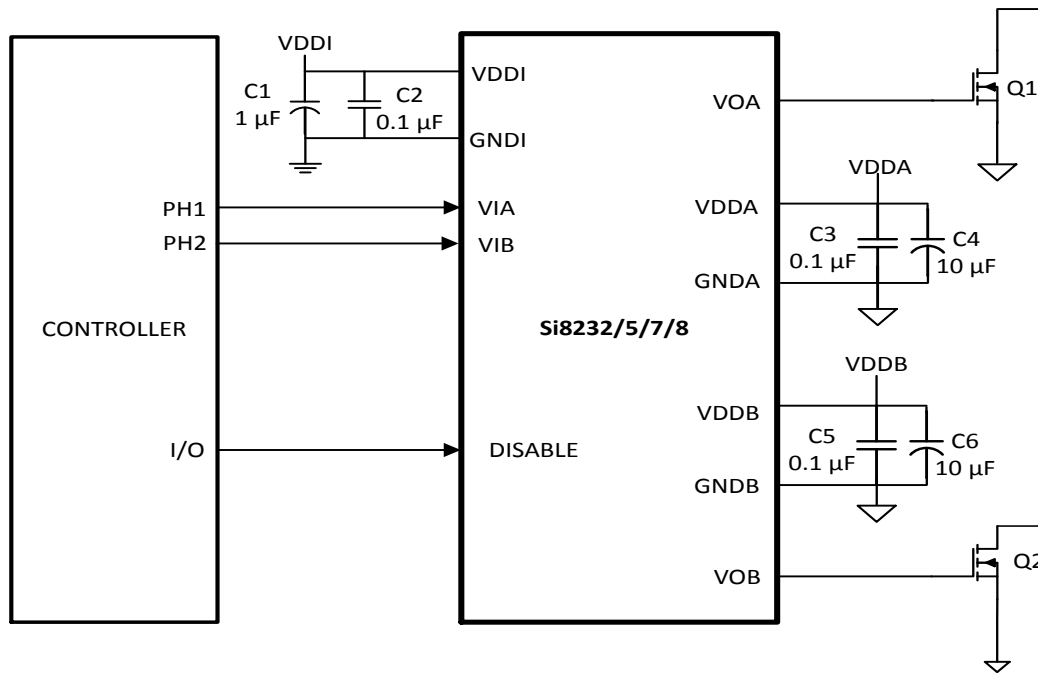 VDDI
C1
1 µF
C2
0.1 µF
VDDI
GNDI
PH1
PH2
VIA
VIB
CONTROLLER
I/O
DISABLE
Si8232/5/7/8
VOA
Q1
VDDA
VDDA
C3
0.1 µF
C4
10 µF
GNDA
VDDB
VDDB
C5
0.1 µF
C6
10 µF
GNDB
VOB
Q2